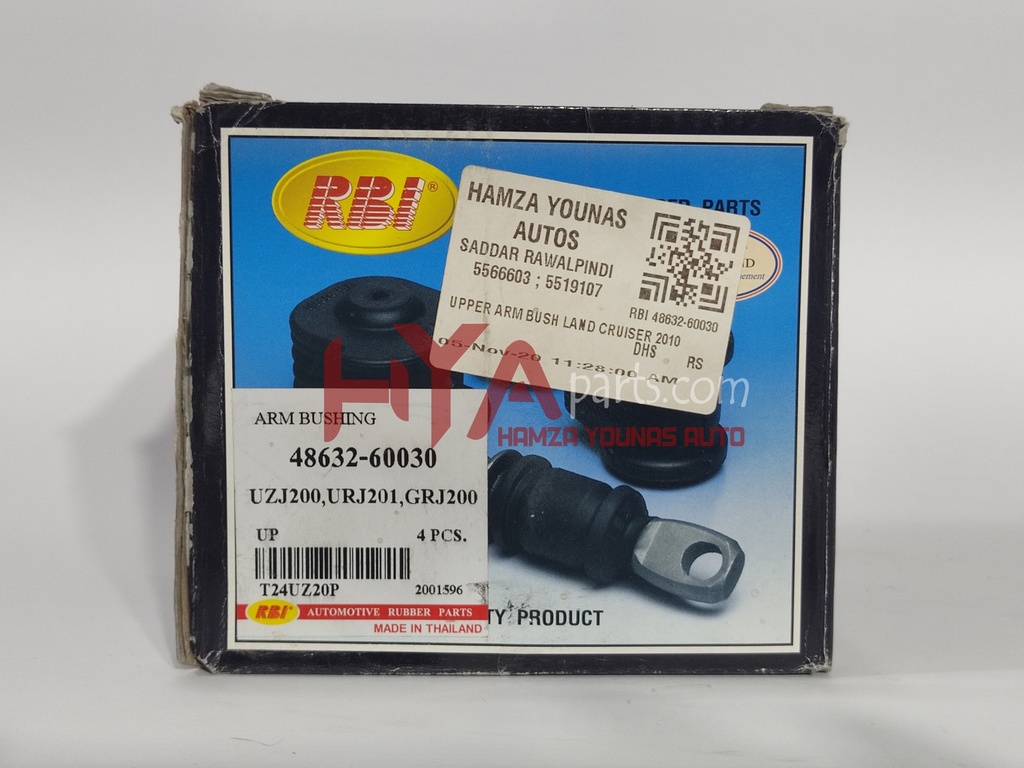 RBI®
PARTS
HAMZA YOUNAS
AUTOS
SADDAR RAWALPINDI
5566603 ; 5519107
RBI 48632-60030
UPPER ARM BUSH LAND CRUISER 2010
DHS RS
05-Nov-20 11:28:00 AM
HYAparts.com
HAMZA YOUNAS AUTO
ARM BUSHING
48632-60030
UZJ200,URJ201,GRJ200
UP 4 PCS.
T24UZ20P 2001596
RBI AUTOMOTIVE RUBBER PARTS
MADE IN THAILAND
TY PRODUCT